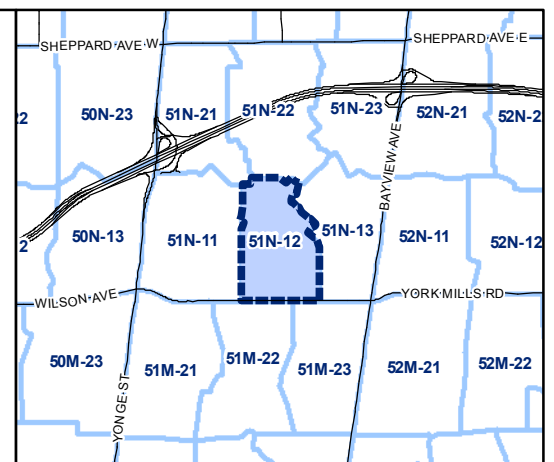 SHEPPARD AVE W
SHEPPARD AVE E
50N-23
51N-21
51N-22
51N-23
52N-21
52N-2
2
BAYVIEW AVE
50N-13
51N-11
51N-12
51N-13
52N-11
52N-12
2
WILSON AVE
YORK MILLS RD
50M-23
51M-21
51M-22
51M-23
52M-21
52M-22
YONGE ST